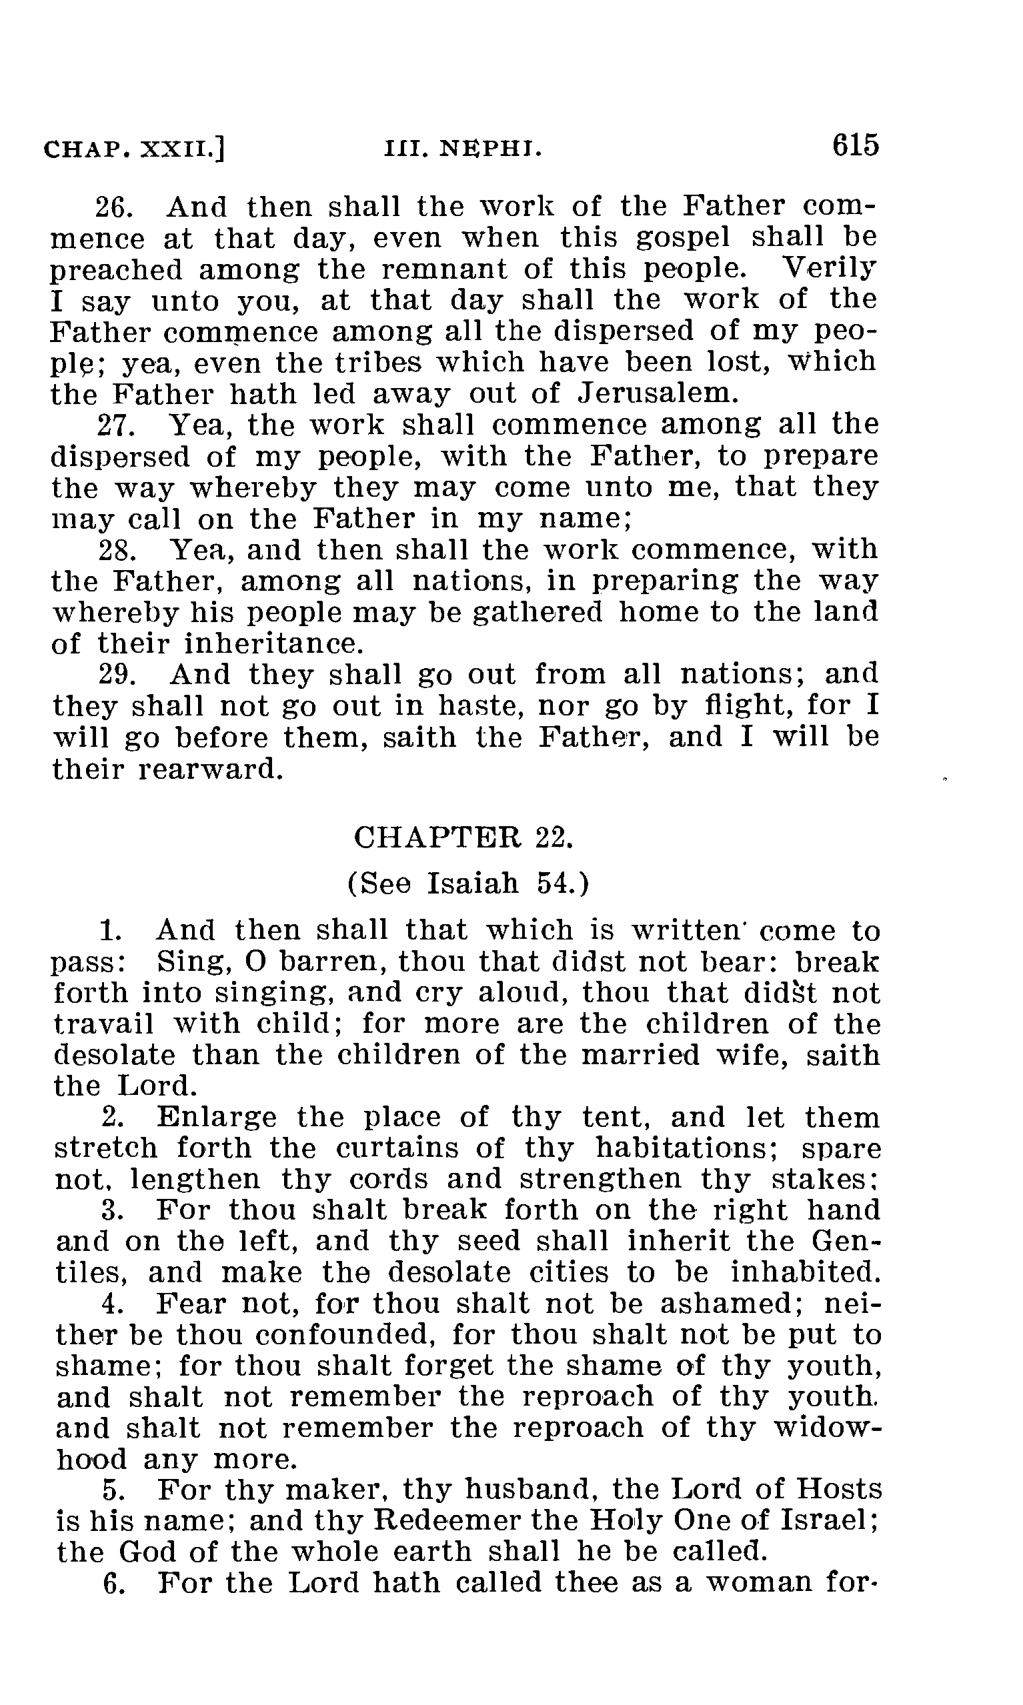 CHAP. XXII.] III. NEPHI. 615
26. And then shall the work of the Father com-
mence at that day, even when this gospel shall be
preached among the remnant of this people. Verily
I say unto you, at that day shall the work of the
Father commence among all the dispersed of my peo-
ple; yea, even the tribes which have been lost, which
the Father hath led away out of Jerusalem.
27. Yea, the work shall commence among all the
dispersed of my people, with the Father, to prepare
the way whereby they may come unto me, that they
may call on the Father in my name;
28. Yea, and then shall the work commence, with
the Father, among all nations, in preparing the way
whereby his people may be gathered home to the land
of their inheritance.
29. And they shall go out from all nations; and
they shall not go out in haste, nor go by flight, for I
will go before them, saith the Father, and I will be
their rearward.
CHAPTER 22.
(See Isaiah 54.)
1. And then shall that which is written come to
pass: Sing, O barren, thou that didst not bear: break
forth into singing, and cry aloud, thou that didst not
travail with child; for more are the children of the
desolate than the children of the married wife, saith
the Lord.
2. Enlarge the place of thy tent, and let them
stretch forth the curtains of thy habitations; spare
not, lengthen thy cords and strengthen thy stakes:
3. For thou shalt break forth on the right hand
and on the left, and thy seed shall inherit the Gen-
tiles, and make the desolate cities to be inhabited.
4. Fear not, for thou shalt not be ashamed; nei-
ther be thou confounded, for thou shalt not be put to
shame; for thou shalt forget the shame of thy youth,
and shalt not remember the reproach of thy youth.
and shalt not remember the reproach of thy widow-
hood any more.
5. For thy maker, thy husband, the Lord of Hosts
is his name; and thy Redeemer the Holy One of Israel;
the God of the whole earth shall he be called.
6. For the Lord hath called thee as a woman for-